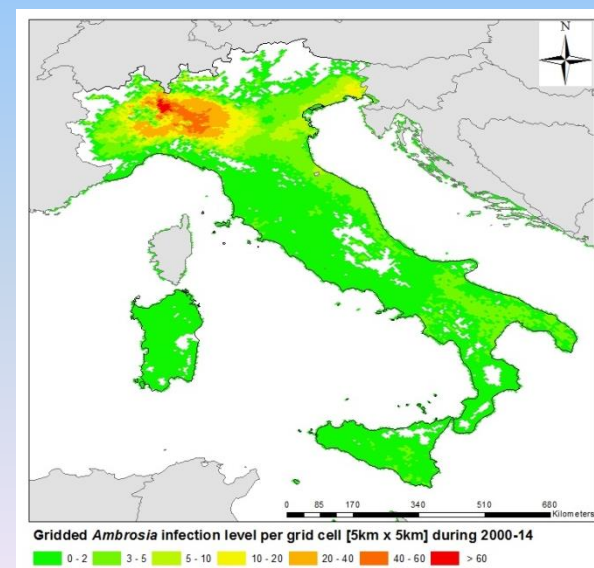 N
0 85 170 340 510 680
Kilometers
Gridded Ambrosia infection level per grid cell [5km x 5km] during 2000-14
0 - 2 3 - 5 5 - 10 10 - 20 20 - 40 40 - 60 > 60